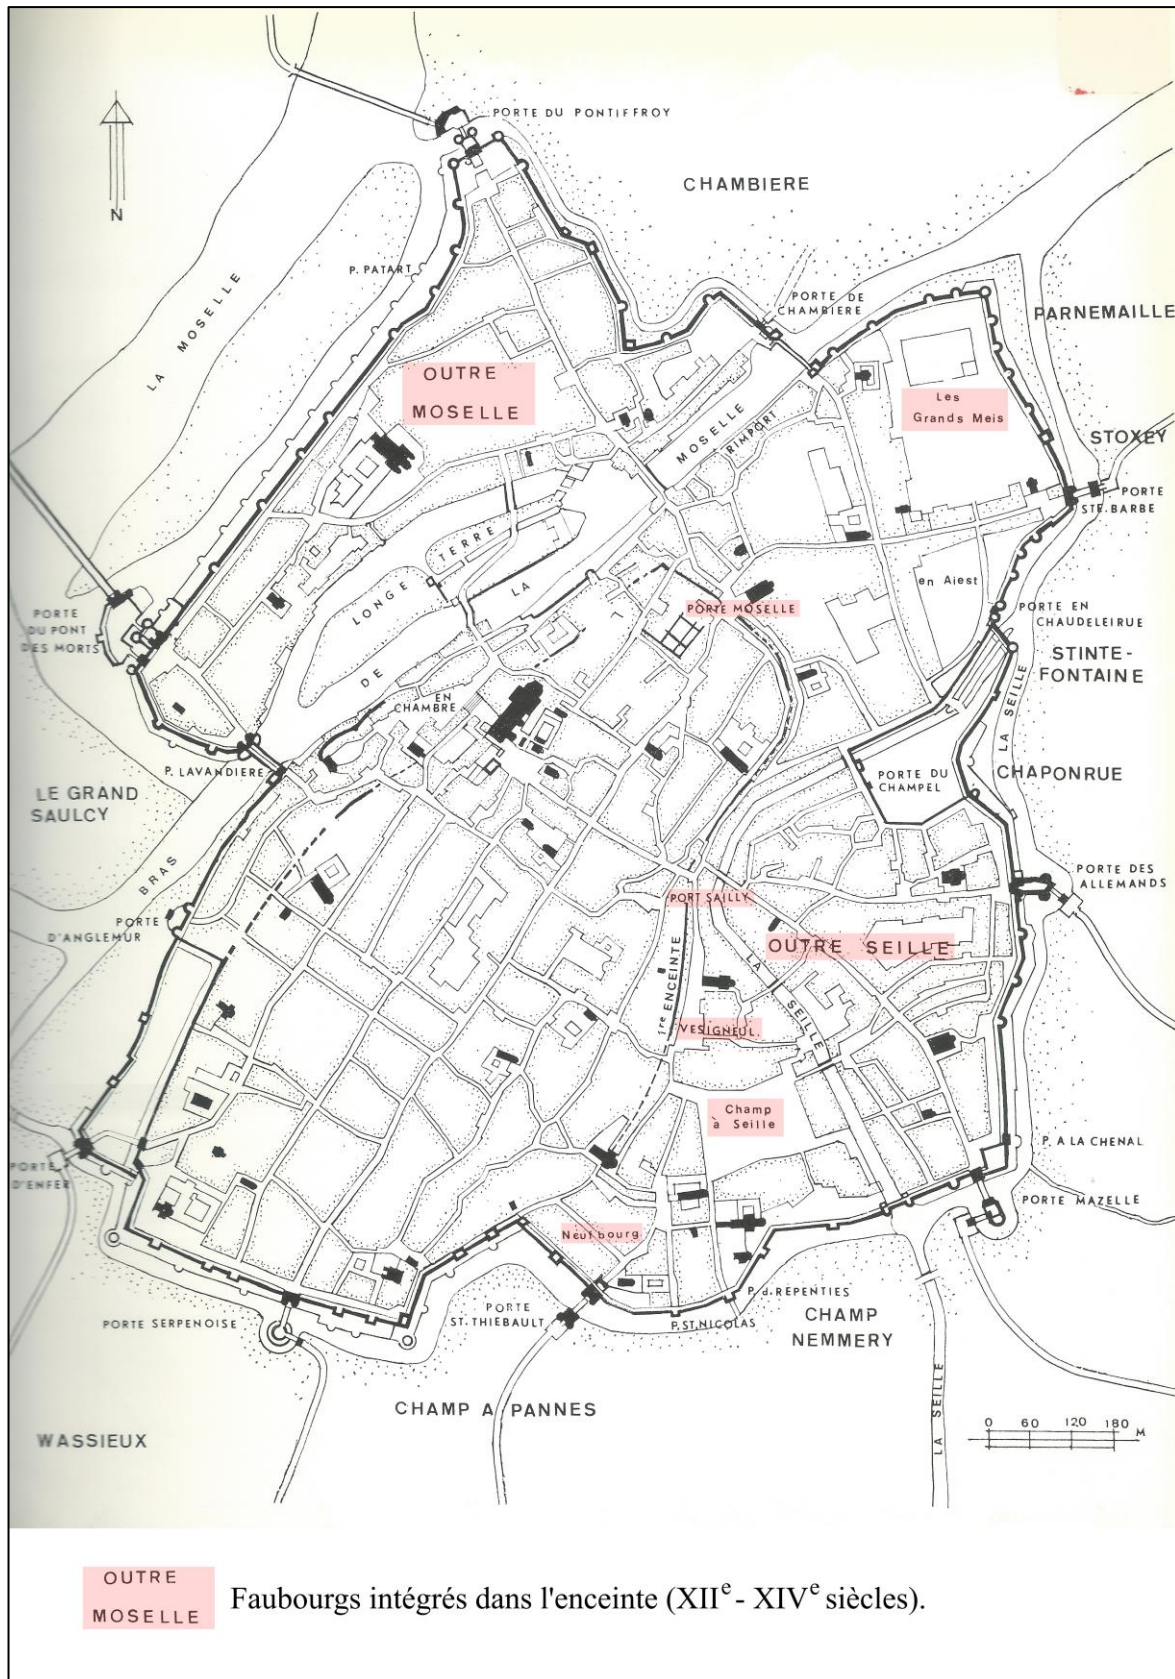 PORTE DU PONTIFFROY
CHAMBIERE
N
P. PATART
LA MOSELLE
PORTE DE
CHAMBIERE
PARNEMAILLE
OUTRE
MOSELLE
Les
Grands Meis
MOSELLE
RIMPORT
STOXEY
PORTE
STE. BARBE
TERRE
LONGE
LA
DE
en Aiest
PORTE MOSELLE
PORTE EN
CHAUDELEIRUE
PORTE
DU PONT
DES MORTS
STINTE-
FONTAINE
EN
CHAMBRE
LA SEILLE
P. LAVANDIERE
PORTE DU
CHAMPEL
CHAPONRUE
LE GRAND
SAULCY
BRAS
PORTE DES
ALLEMANDS
PORT SAILLY
PORTE
D'ANGLEMUR
OUTRE SEILLE
1re ENCEINTE
LA
SEILLE
VESIGNEUL.
Champ
à Seille
P. A LA CHENAL
PORTE
D'ENFER
PORTE MAZELLE
Neufbourg
P. d. REPENTIES
PORTE
ST. THIEBAULT
P. ST. NICOLAS
PORTE SERPENOISE
CHAMP
NEMMERY
CHAMP A PANNES
LA SEILLE
WASSIEUX
0 60 120 180 M
OUTRE
MOSELLE
Faubourgs intégrés dans l'enceinte (XIIe - XIVe siècles).